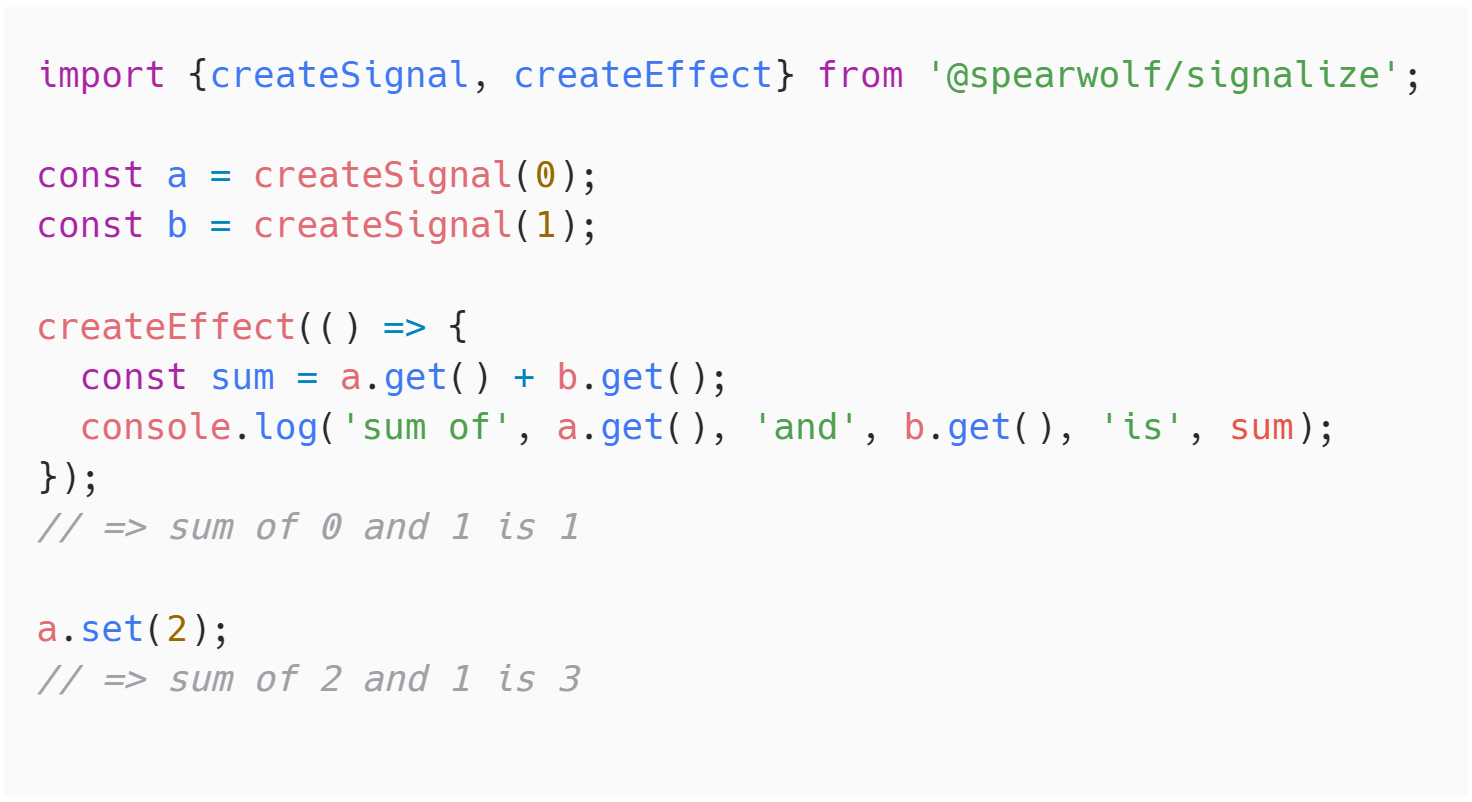 import {createSignal, createEffect} from '@spearwolf/signalize';
const a = createSignal(0);
const b = createSignal(1);
createEffect(() => {
  const sum = a.get() + b.get();
  console.log('sum of', a.get(), 'and', b.get(), 'is', sum);
});
// => sum of 0 and 1 is 1
a.set(2);
// => sum of 2 and 1 is 3